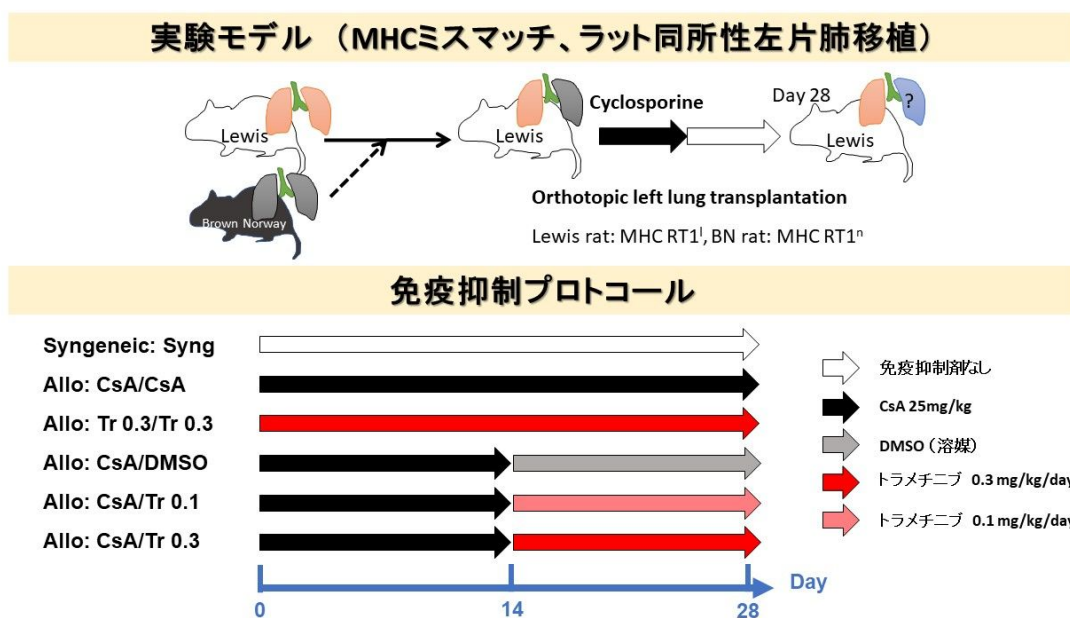 実験モデル （MHCミスマッチ、ラット同所性左片肺移植）
Lewis
Brown Norway
Lewis
Cyclosporine
Day 28
?
Lewis
Orthotopic left lung transplantation
Lewis rat: MHC RT1ˡ, BN rat: MHC RT1ⁿ
免疫抑制プロトコール
Syngeneic: Syng
Allo: CsA/CsA
Allo: Tr 0.3/Tr 0.3
Allo: CsA/DMSO
Allo: CsA/Tr 0.1
Allo: CsA/Tr 0.3
免疫抑制剤なし
CsA 25mg/kg
DMSO（溶媒）
トラメチニブ 0.3 mg/kg/day
トラメチニブ 0.1 mg/kg/day
Day
0 14 28